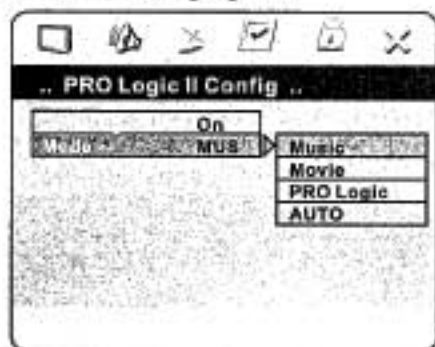 .. PRO Logic II Config ..
On
Mode MUS Music
Movie
PRO Logic
AUTO